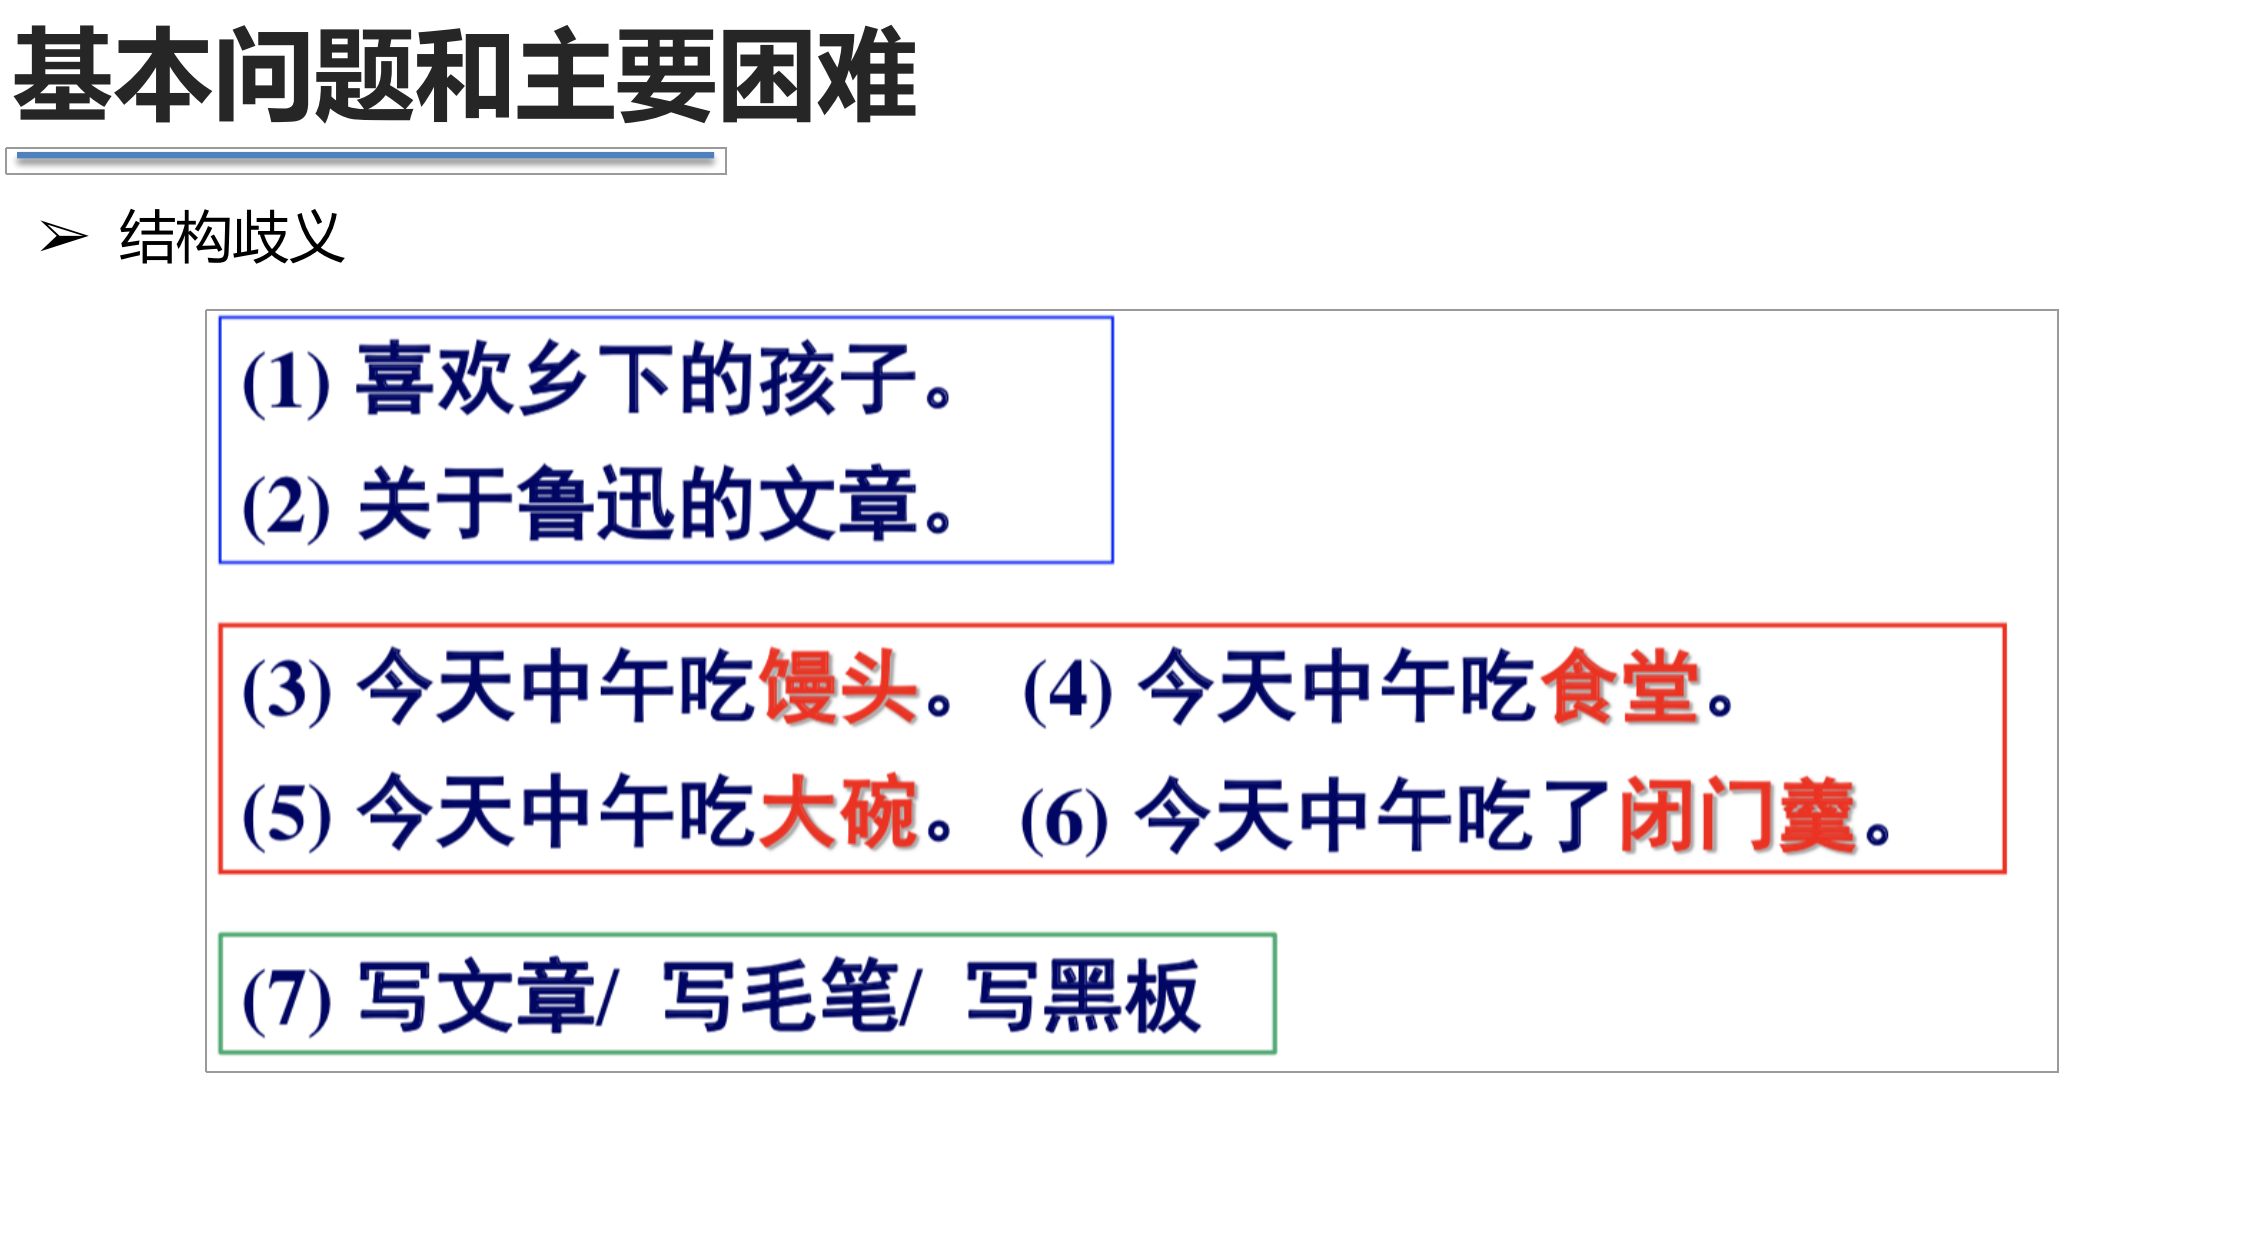 基本问题和主要困难
➢ 结构歧义
(1) 喜欢乡下的孩子。
(2) 关于鲁迅的文章。
(3) 今天中午吃馒头。 (4) 今天中午吃食堂。
(5) 今天中午吃大碗。 (6) 今天中午吃了闭门羹。
(7) 写文章/ 写毛笔/ 写黑板